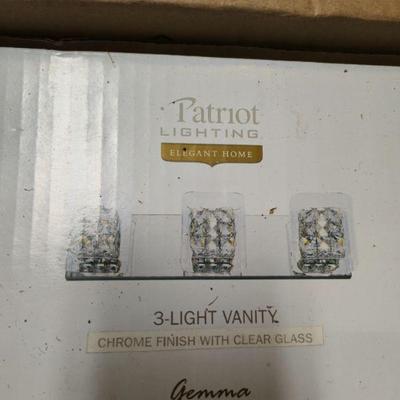 Patriot
LIGHTING
ELEGANT HOME
3-LIGHT VANITY
CHROME FINISH WITH CLEAR GLASS
Gemma